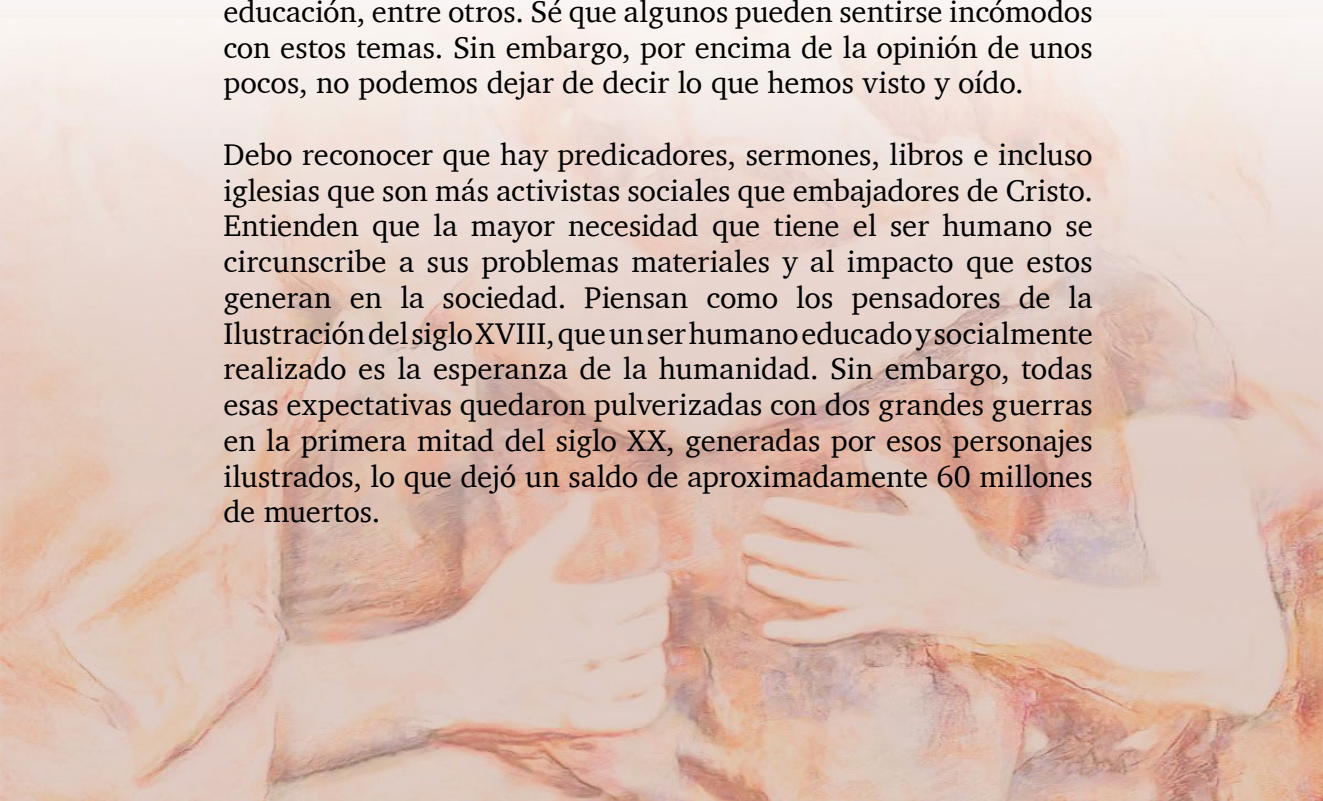 educación, entre otros. Sé que algunos pueden sentirse incómodos
con estos temas. Sin embargo, por encima de la opinión de unos
pocos, no podemos dejar de decir lo que hemos visto y oído.
Debo reconocer que hay predicadores, sermones, libros e incluso
iglesias que son más activistas sociales que embajadores de Cristo.
Entienden que la mayor necesidad que tiene el ser humano se
circunscribe a sus problemas materiales y al impacto que estos
generan en la sociedad. Piensan como los pensadores de la
Ilustración del siglo XVIII, que un ser humano educado y socialmente
realizado es la esperanza de la humanidad. Sin embargo, todas
esas expectativas quedaron pulverizadas con dos grandes guerras
en la primera mitad del siglo XX, generadas por esos personajes
ilustrados, lo que dejó un saldo de aproximadamente 60 millones
de muertos.